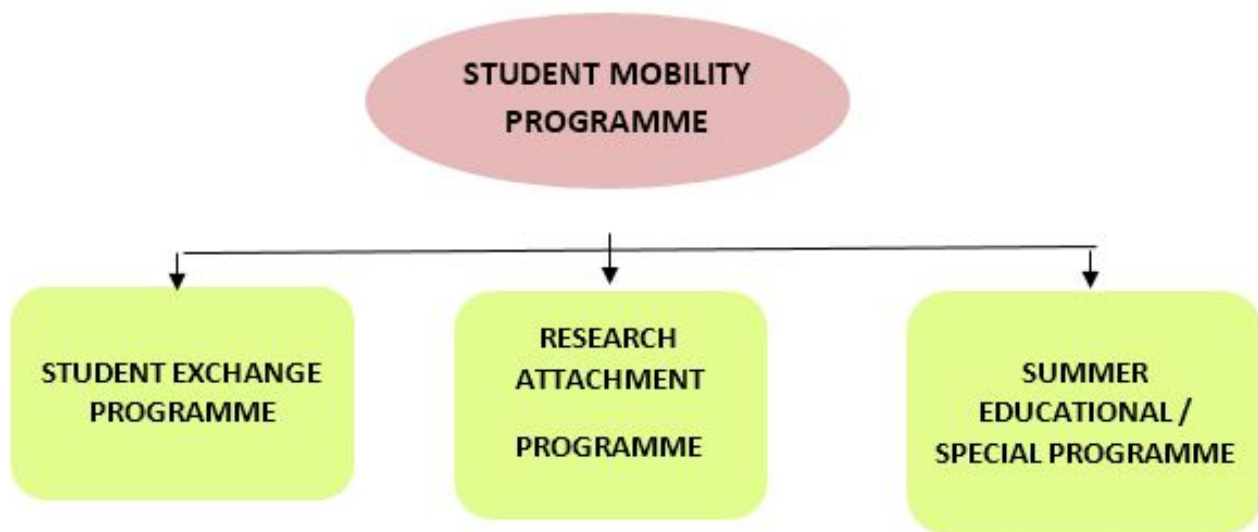 STUDENT MOBILITY
PROGRAMME
STUDENT EXCHANGE
PROGRAMME
RESEARCH
ATTACHMENT
PROGRAMME
SUMMER
EDUCATIONAL /
SPECIAL PROGRAMME